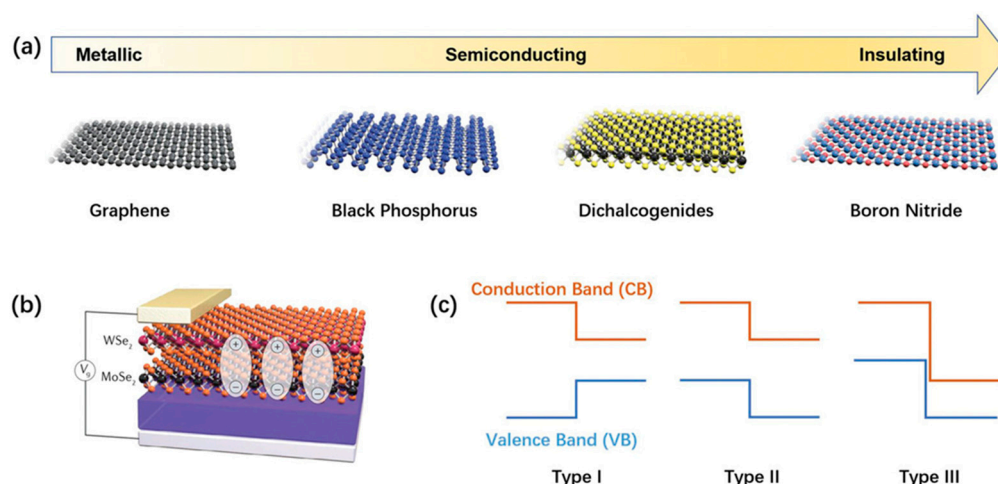 (a)
Metallic Semiconducting Insulating
Graphene Black Phosphorus Dichalcogenides Boron Nitride
(b)
WSe₂
MoSe₂
V₉
+ + +
− − −
(c)
Conduction Band (CB)
Valence Band (VB)
Type I Type II Type III